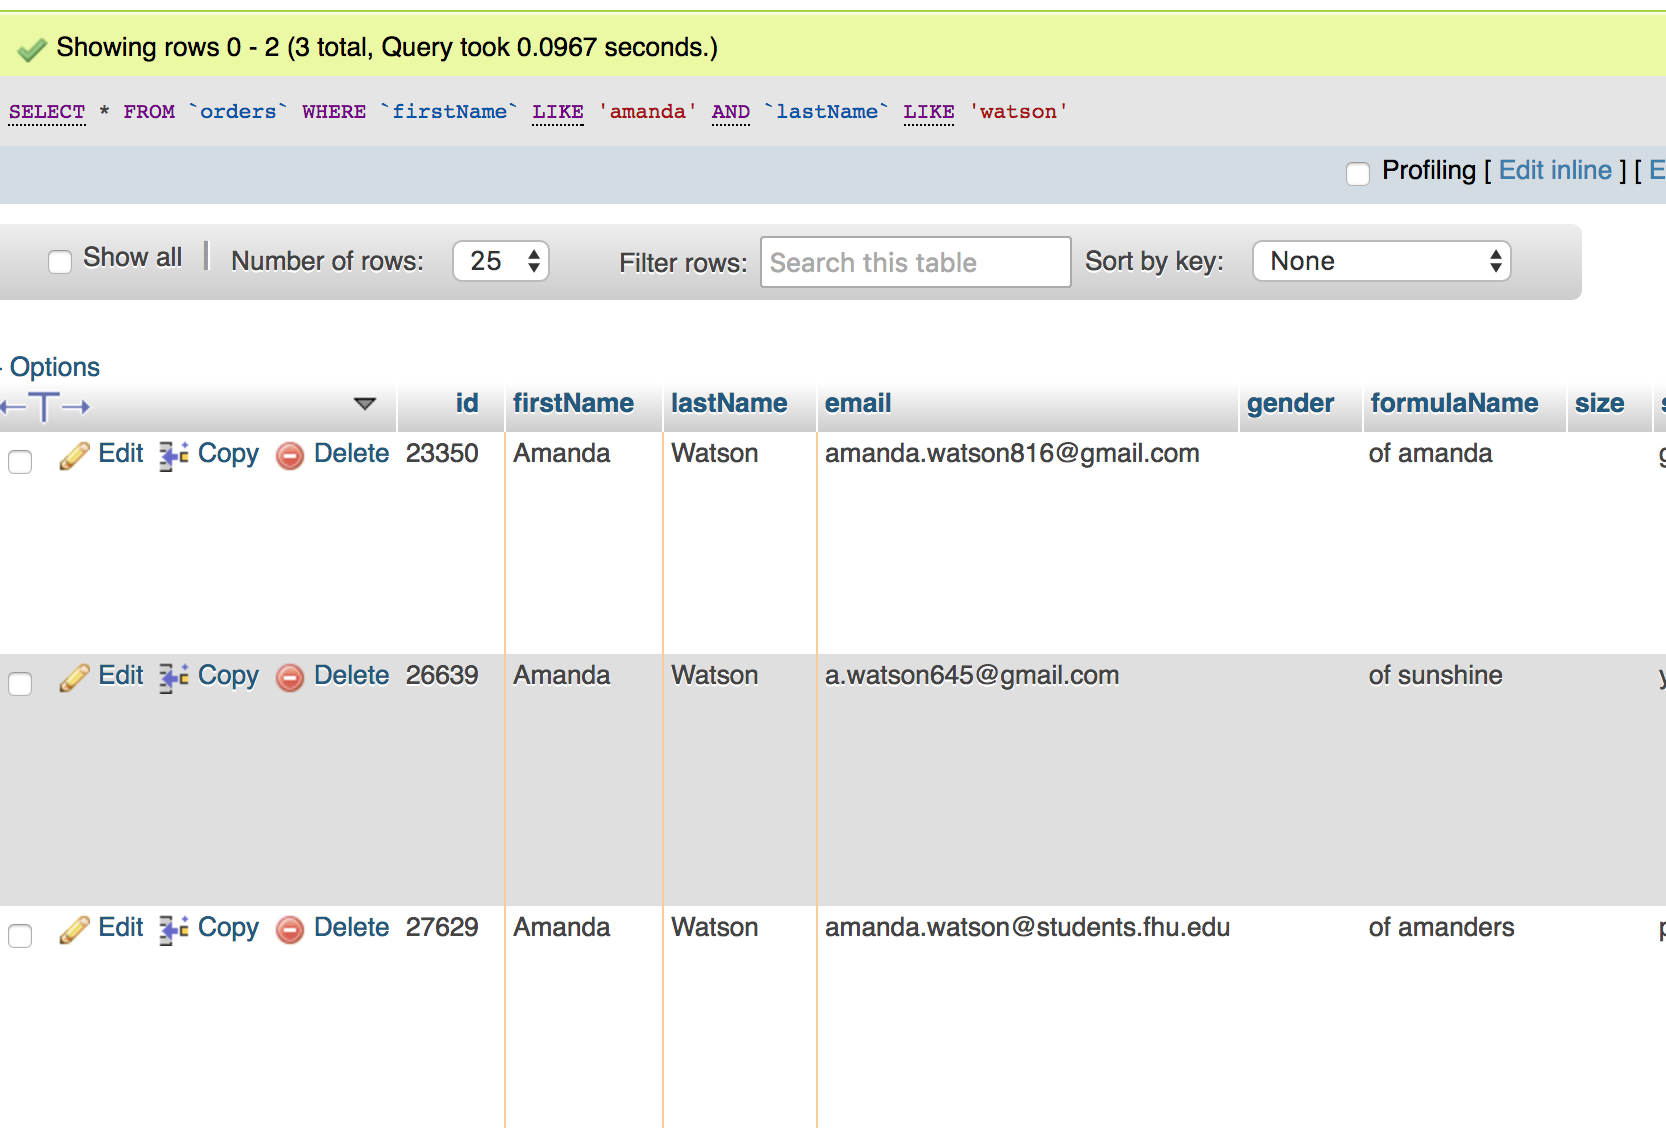 Showing rows 0 - 2 (3 total, Query took 0.0967 seconds.)
SELECT * FROM `orders` WHERE `firstName` LIKE 'amanda' AND `lastName` LIKE 'watson'
Profiling [ Edit inline ] [ E
Show all | Number of rows: 25 Filter rows: Search this table Sort by key: None
Options
id firstName lastName email gender formulaName size
Edit Copy Delete 23350 Amanda Watson amanda.watson816@gmail.com of amanda
Edit Copy Delete 26639 Amanda Watson a.watson645@gmail.com of sunshine
Edit Copy Delete 27629 Amanda Watson amanda.watson@students.fhu.edu of amanders